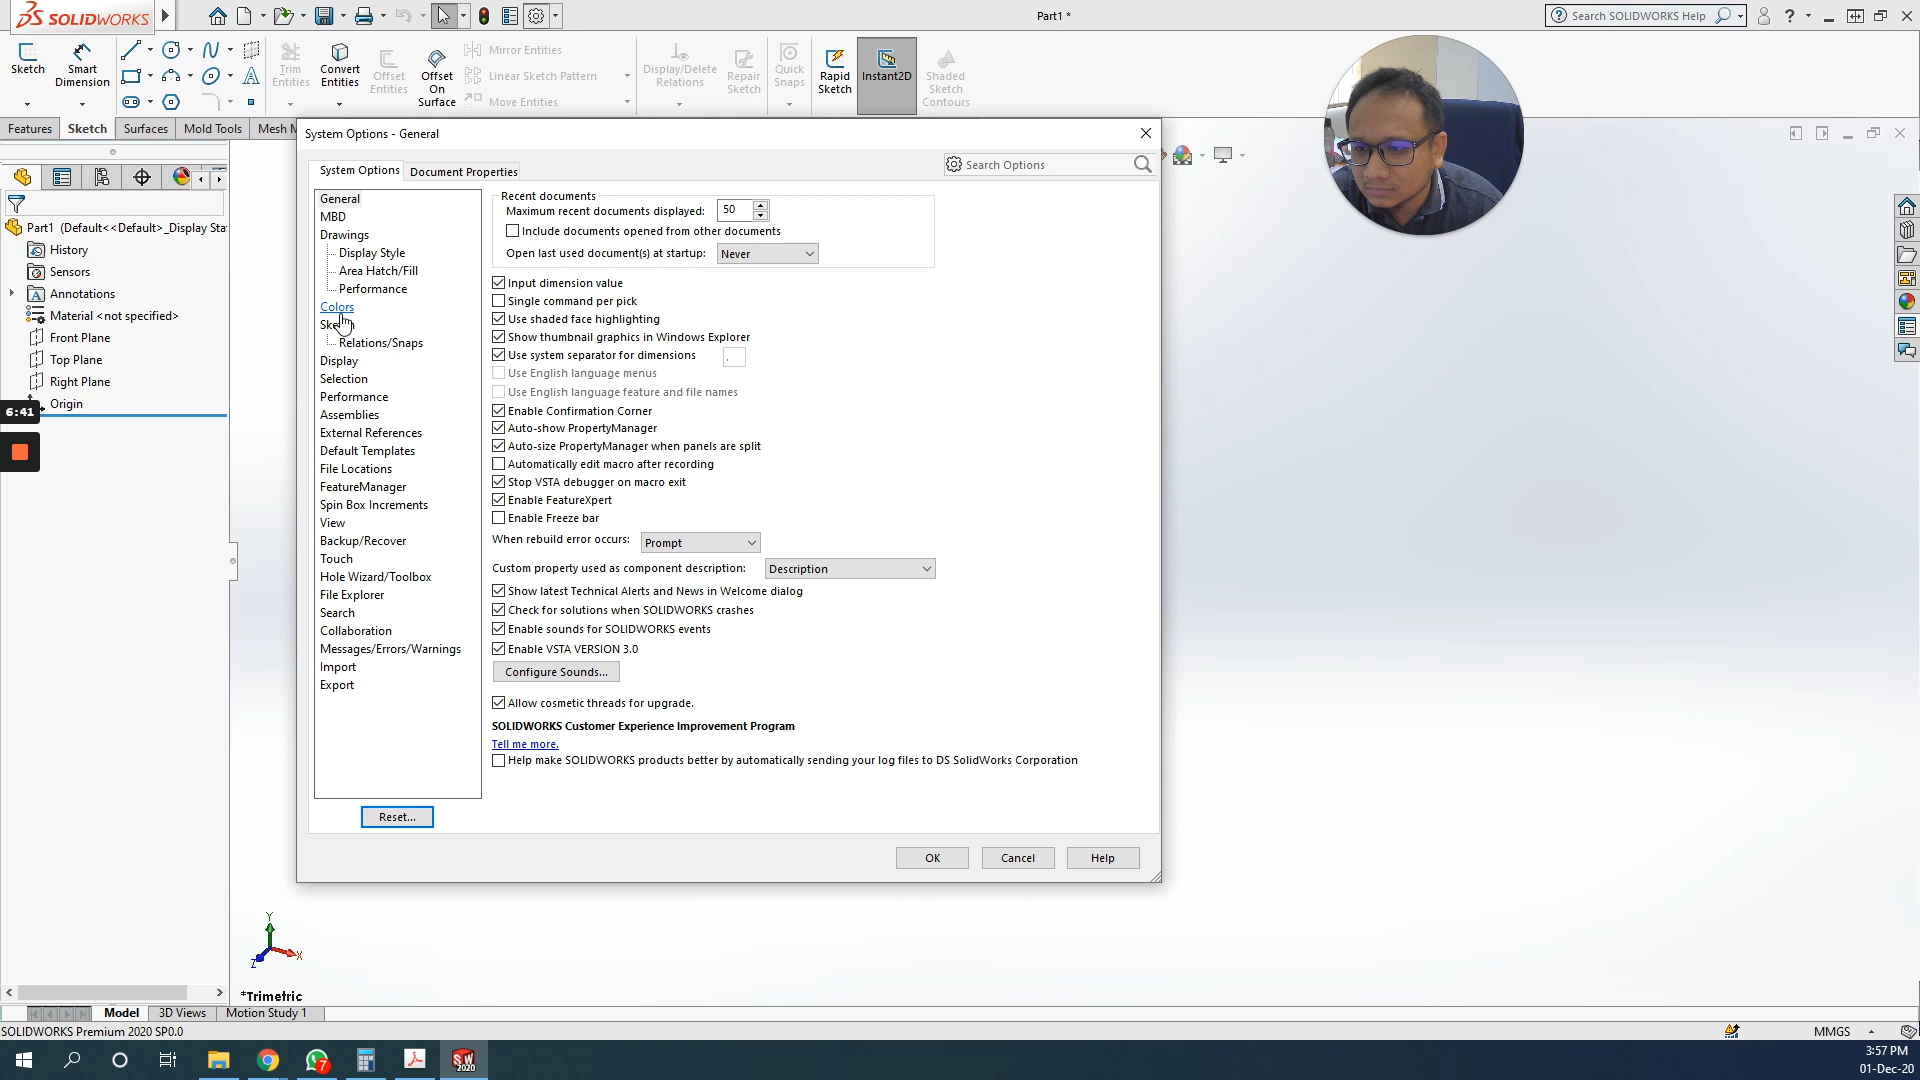 SOLIDWORKS
Part1 *
Search SOLIDWORKS Help
Sketch
Smart Dimension
Trim Entities
Convert Entities
Offset Entities
Offset On Surface
Mirror Entities
Linear Sketch Pattern
Move Entities
Display/Delete Relations
Repair Sketch
Quick Snaps
Rapid Sketch
Instant2D
Shaded Sketch Contours
Features
Sketch
Surfaces
Mold Tools
Mesh M
Part1 (Default<<Default>_Display Sta
History
Sensors
Annotations
Material <not specified>
Front Plane
Top Plane
Right Plane
Origin
6:41
System Options - General
System Options
Document Properties
Search Options
General
MBD
Drawings
Display Style
Area Hatch/Fill
Performance
Colors
Sketch
Relations/Snaps
Display
Selection
Performance
Assemblies
External References
Default Templates
File Locations
FeatureManager
Spin Box Increments
View
Backup/Recover
Touch
Hole Wizard/Toolbox
File Explorer
Search
Collaboration
Messages/Errors/Warnings
Import
Export
Reset...
Recent documents
Maximum recent documents displayed: 50
Include documents opened from other documents
Open last used document(s) at startup: Never
Input dimension value
Single command per pick
Use shaded face highlighting
Show thumbnail graphics in Windows Explorer
Use system separator for dimensions .
Use English language menus
Use English language feature and file names
Enable Confirmation Corner
Auto-show PropertyManager
Auto-size PropertyManager when panels are split
Automatically edit macro after recording
Stop VSTA debugger on macro exit
Enable FeatureXpert
Enable Freeze bar
When rebuild error occurs: Prompt
Custom property used as component description: Description
Show latest Technical Alerts and News in Welcome dialog
Check for solutions when SOLIDWORKS crashes
Enable sounds for SOLIDWORKS events
Enable VSTA VERSION 3.0
Configure Sounds...
Allow cosmetic threads for upgrade.
SOLIDWORKS Customer Experience Improvement Program
Tell me more.
Help make SOLIDWORKS products better by automatically sending your log files to DS SolidWorks Corporation
OK
Cancel
Help
Y
X
Z
*Trimetric
Model
3D Views
Motion Study 1
SOLIDWORKS Premium 2020 SP0.0
MMGS
7
SW 2020
3:57 PM
01-Dec-20